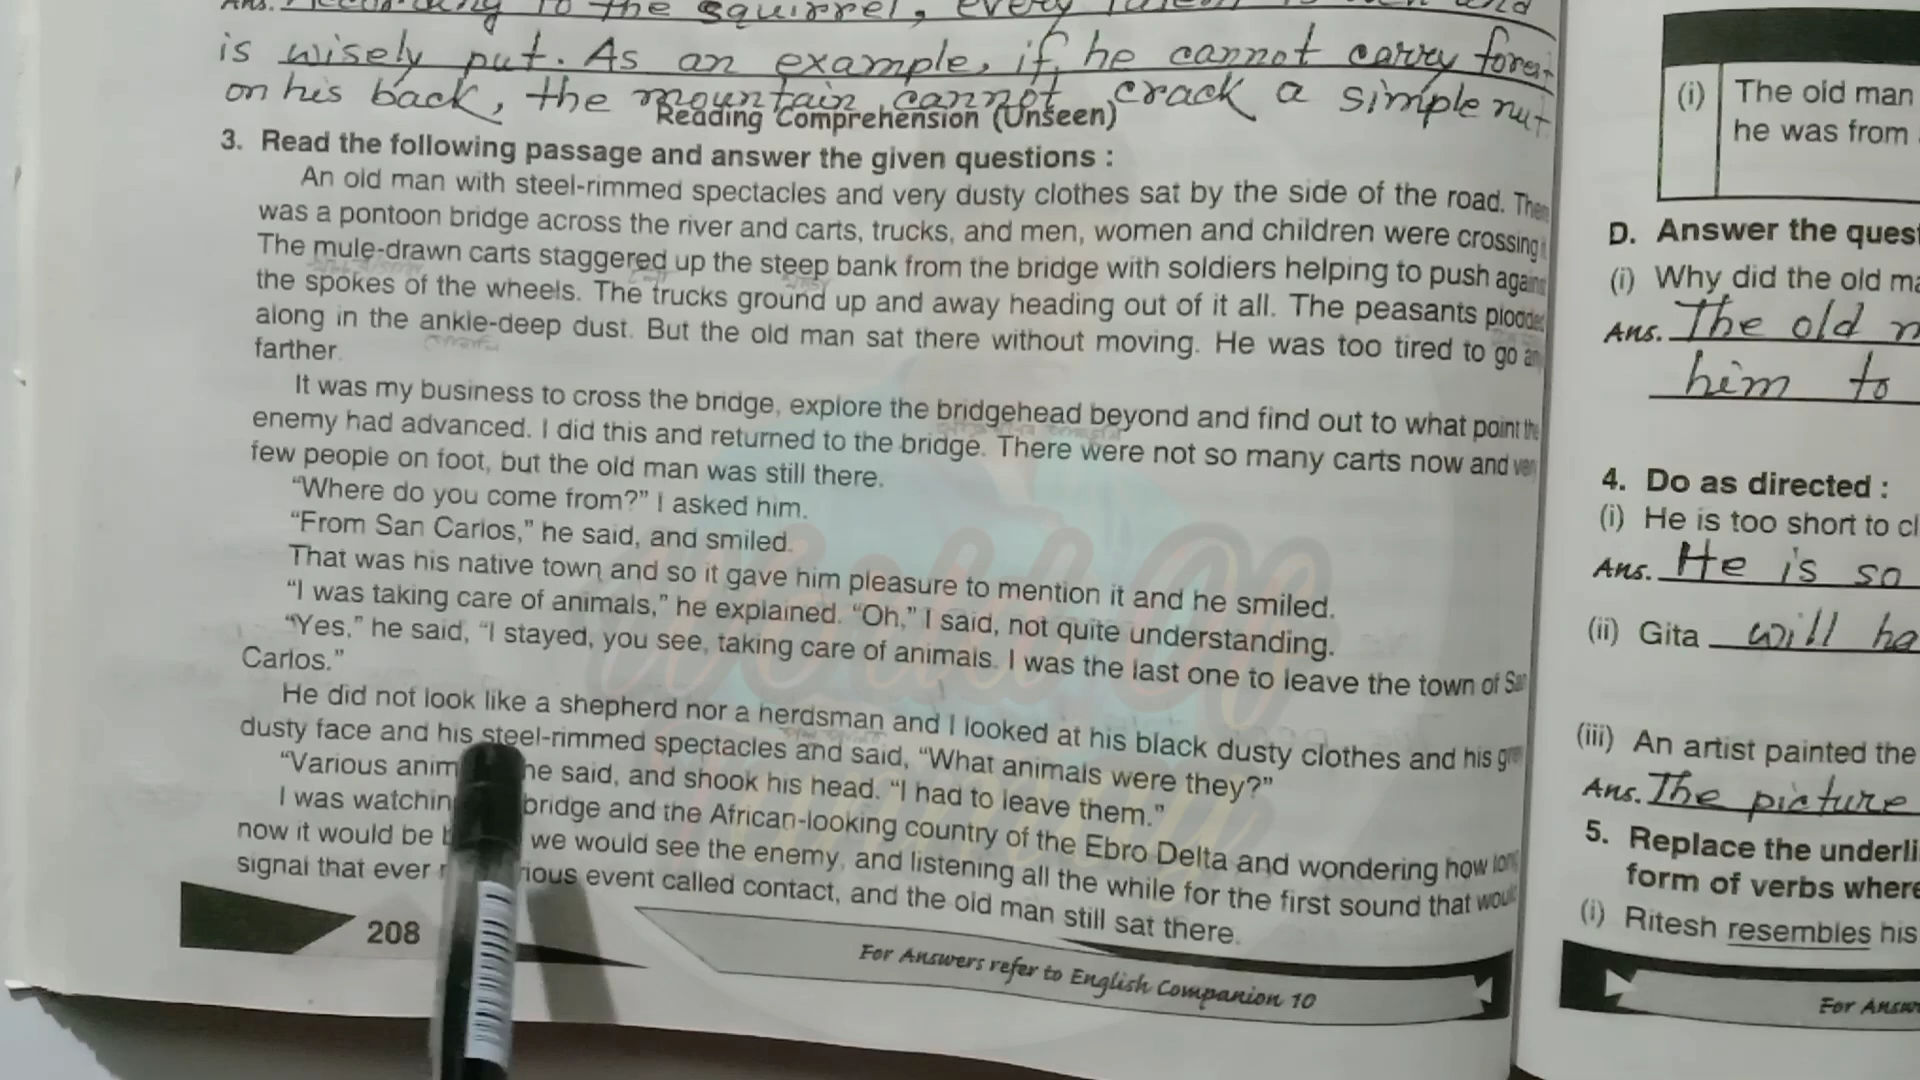 Ans. According to the squirrel, every
is wisely put. As an example, if he cannot carry forest
on his back, the mountain cannot crack a simple nut.
Reading Comprehension (Unseen)
3. Read the following passage and answer the given questions :
An old man with steel-rimmed spectacles and very dusty clothes sat by the side of the road. There
was a pontoon bridge across the river and carts, trucks, and men, women and children were crossing
The mule-drawn carts staggered up the steep bank from the bridge with soldiers helping to push against
the spokes of the wheels. The trucks ground up and away heading out of it all. The peasants plodded
along in the ankle-deep dust. But the old man sat there without moving. He was too tired to go an
farther.
It was my business to cross the bridge, explore the bridgehead beyond and find out to what point the
enemy had advanced. I did this and returned to the bridge. There were not so many carts now and very
few people on foot, but the old man was still there.
“Where do you come from?” I asked him.
“From San Carlos,” he said, and smiled.
That was his native town and so it gave him pleasure to mention it and he smiled.
“I was taking care of animals,” he explained. “Oh,” I said, not quite understanding.
“Yes,” he said, “I stayed, you see, taking care of animals. I was the last one to leave the town of San
Carlos.”
He did not look like a shepherd nor a herdsman and I looked at his black dusty clothes and his grey
dusty face and his steel-rimmed spectacles and said, “What animals were they?”
“Various anim he said, and shook his head. “I had to leave them.”
I was watchin bridge and the African-looking country of the Ebro Delta and wondering how long
now it would be we would see the enemy, and listening all the while for the first sound that would
signal that ever rious event called contact, and the old man still sat there.
208
For Answers refer to English Companion 10
World Of
(i) The old man
he was from
D. Answer the quest
(i) Why did the old ma
Ans. The old m
him to
4. Do as directed :
(i) He is too short to cl
Ans. He is so
(ii) Gita will ha
(iii) An artist painted the
Ans. The picture
5. Replace the underli
form of verbs where
(i) Ritesh resembles his
For Answ